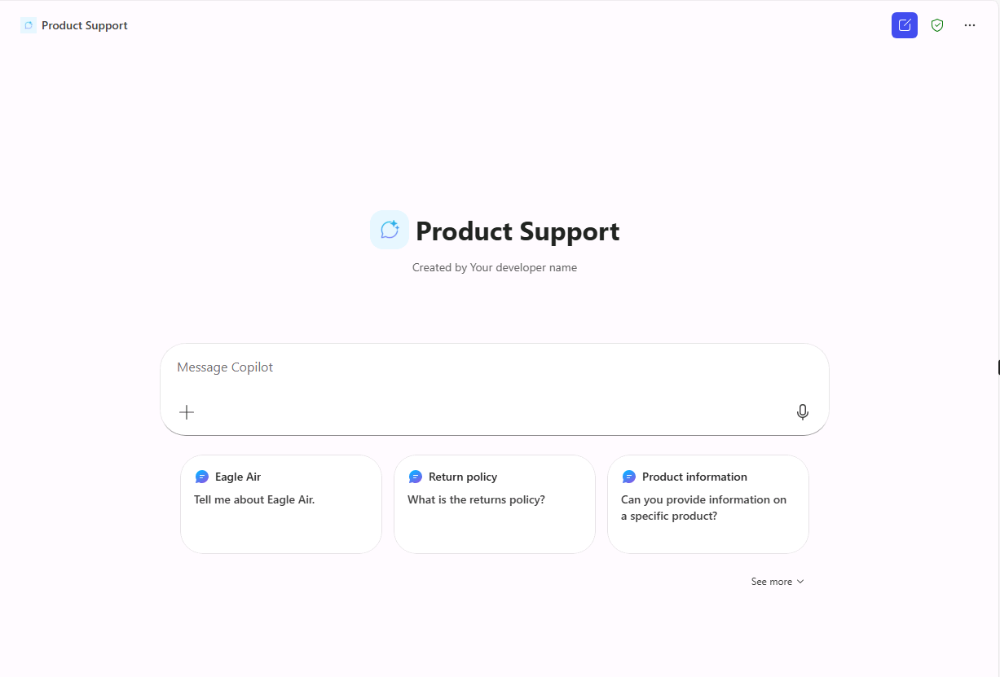 Product Support
Product Support
Created by Your developer name
Message Copilot
Eagle Air
Tell me about Eagle Air.
Return policy
What is the returns policy?
Product information
Can you provide information on
a specific product?
See more